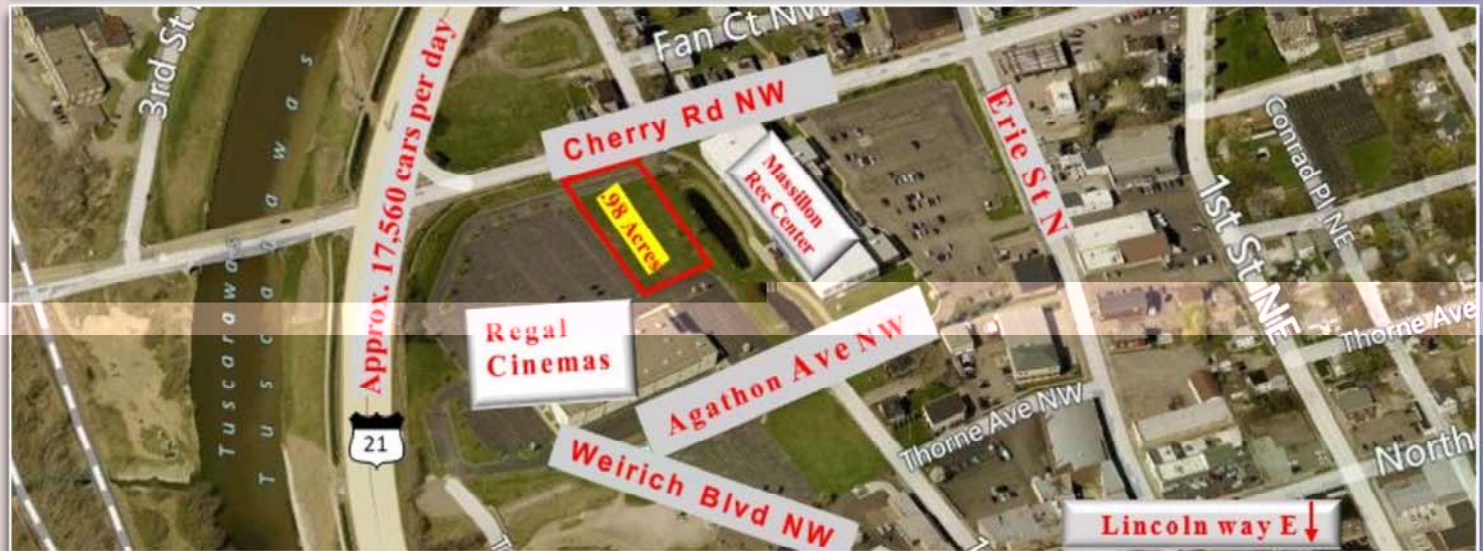 3rd St
Fan Ct NW
Cherry Rd NW
Erie St N
Conrad Pl NE
Approx. 17,560 cars per day
.98 Acres
Massillon
Rec Center
1st St NE
Tuscarawas
Tuscarawas
Regal
Cinemas
Agathon Ave NW
Thorne Ave
21
Weirich Blvd NW
Thorne Ave NW
North
Lincoln way E